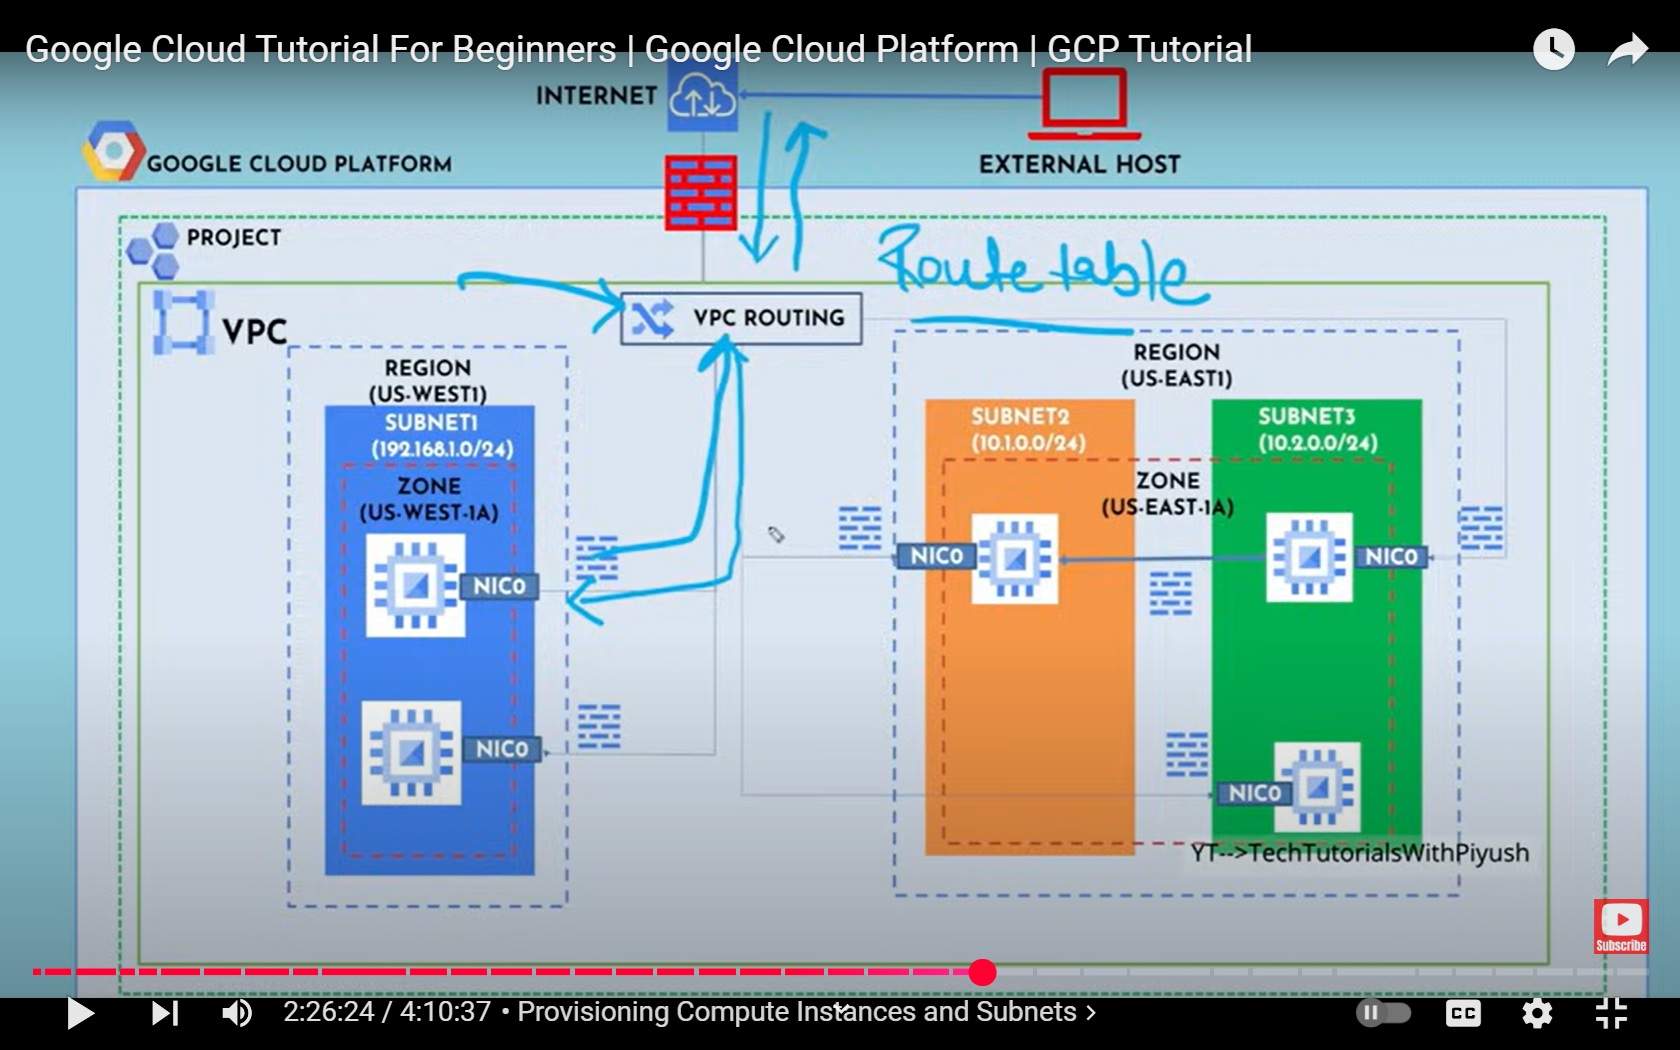 Google Cloud Tutorial For Beginners | Google Cloud Platform | GCP Tutorial
INTERNET
GOOGLE CLOUD PLATFORM
EXTERNAL HOST
PROJECT
Route table
VPC
VPC ROUTING
REGION
(US-WEST1)
SUBNET1
(192.168.1.0/24)
ZONE
(US-WEST-1A)
NIC0
NIC0
REGION
(US-EAST1)
SUBNET2
(10.1.0.0/24)
SUBNET3
(10.2.0.0/24)
ZONE
(US-EAST-1A)
NIC0
NIC0
NIC0
YT-->TechTutorialsWithPiyush
Subscribe
2:26:24 / 4:10:37 • Provisioning Compute Instances and Subnets >
CC